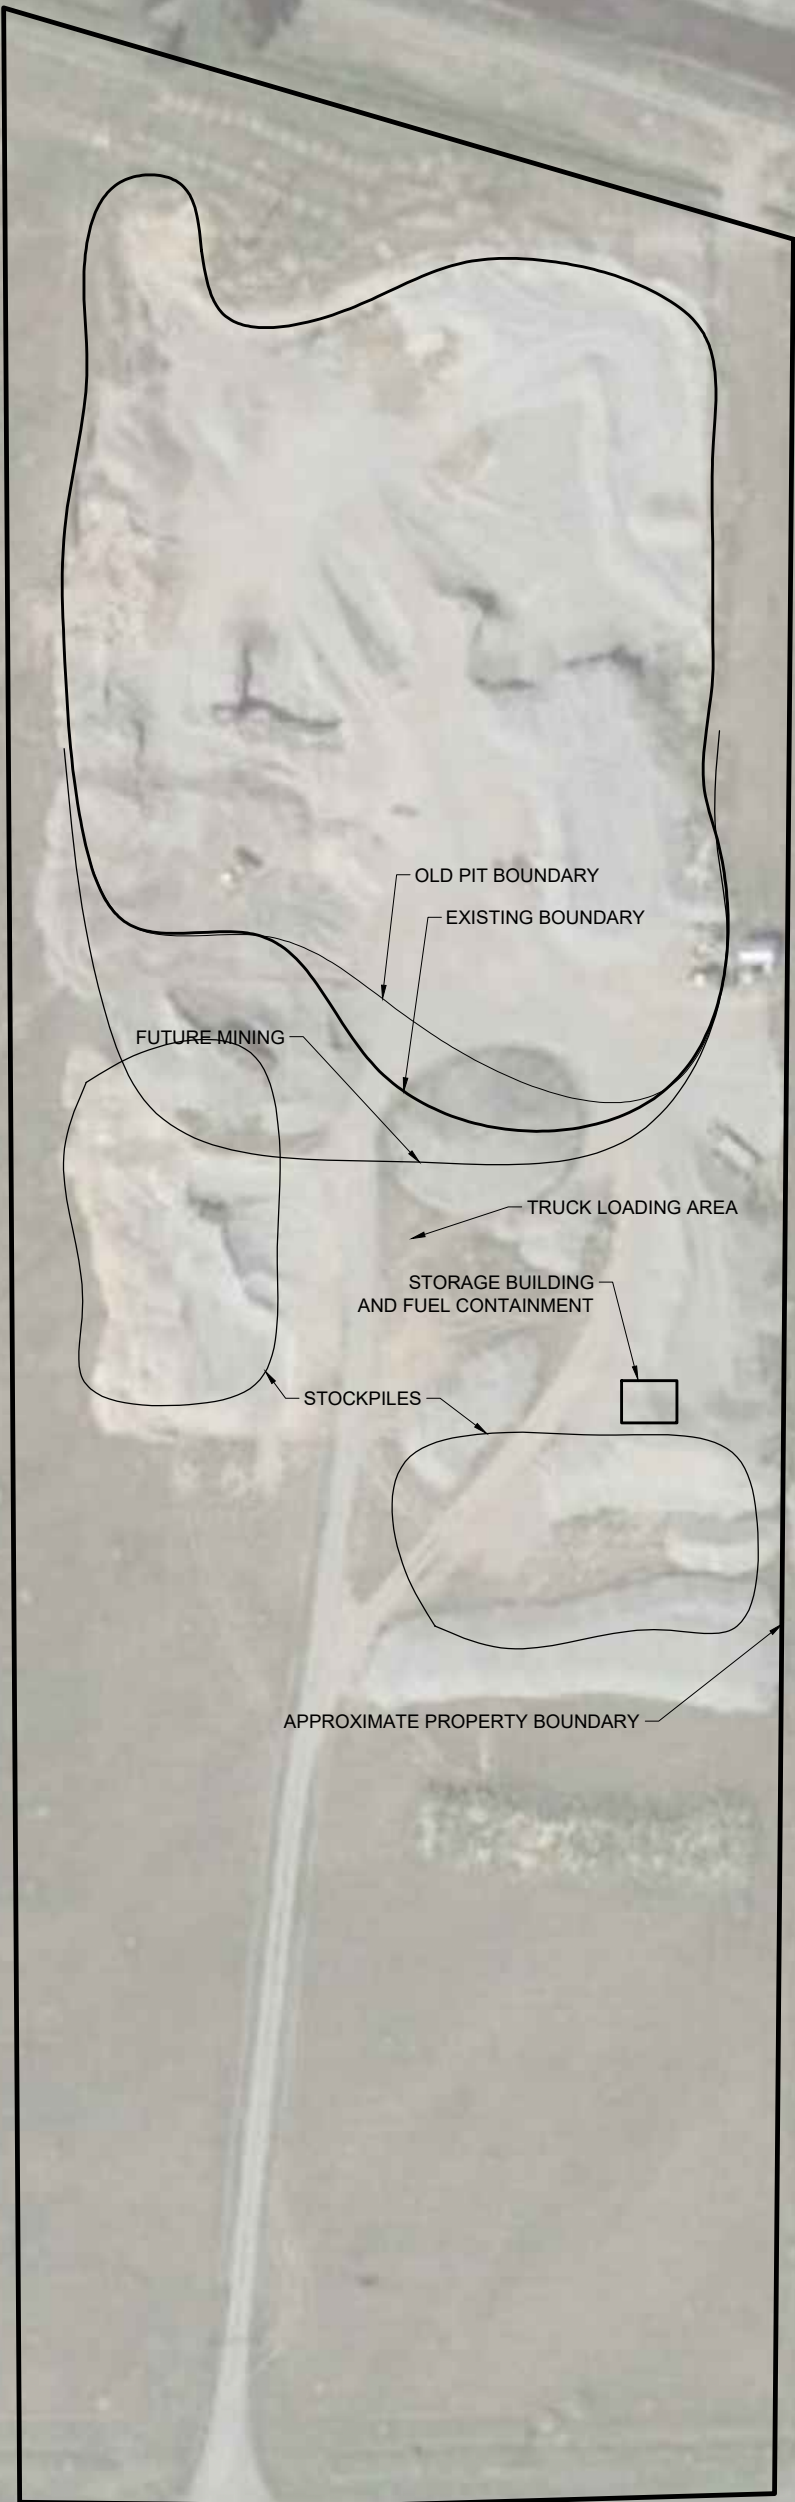 OLD PIT BOUNDARY
EXISTING BOUNDARY
FUTURE MINING
TRUCK LOADING AREA
STORAGE BUILDING
AND FUEL CONTAINMENT
STOCKPILES
APPROXIMATE PROPERTY BOUNDARY